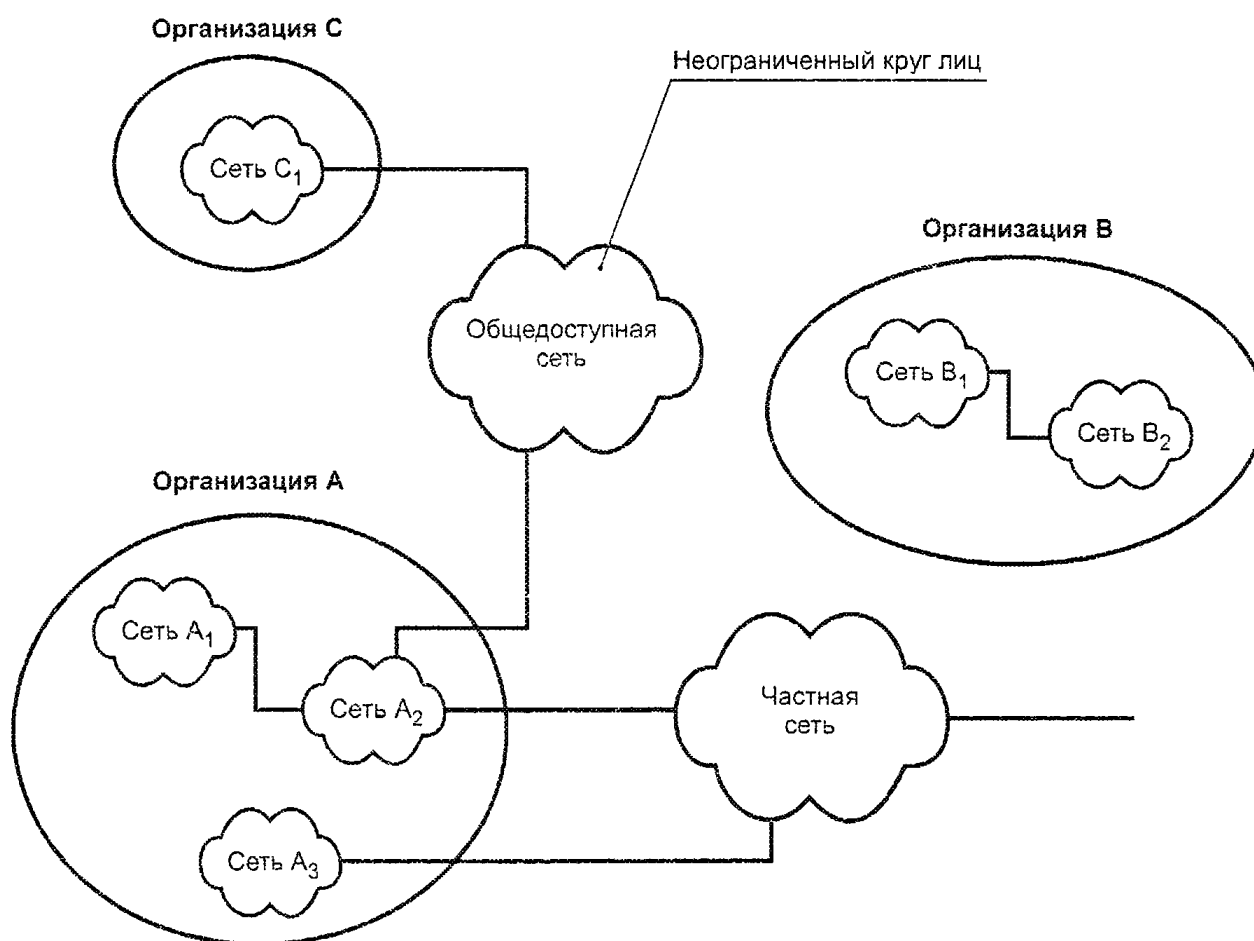 Организация С
Неограниченный круг лиц
Сеть С1
Организация В
Общедоступная
сеть
Сеть В1
Сеть В2
Организация А
Сеть А1
Сеть А2
Частная
сеть
Сеть А3